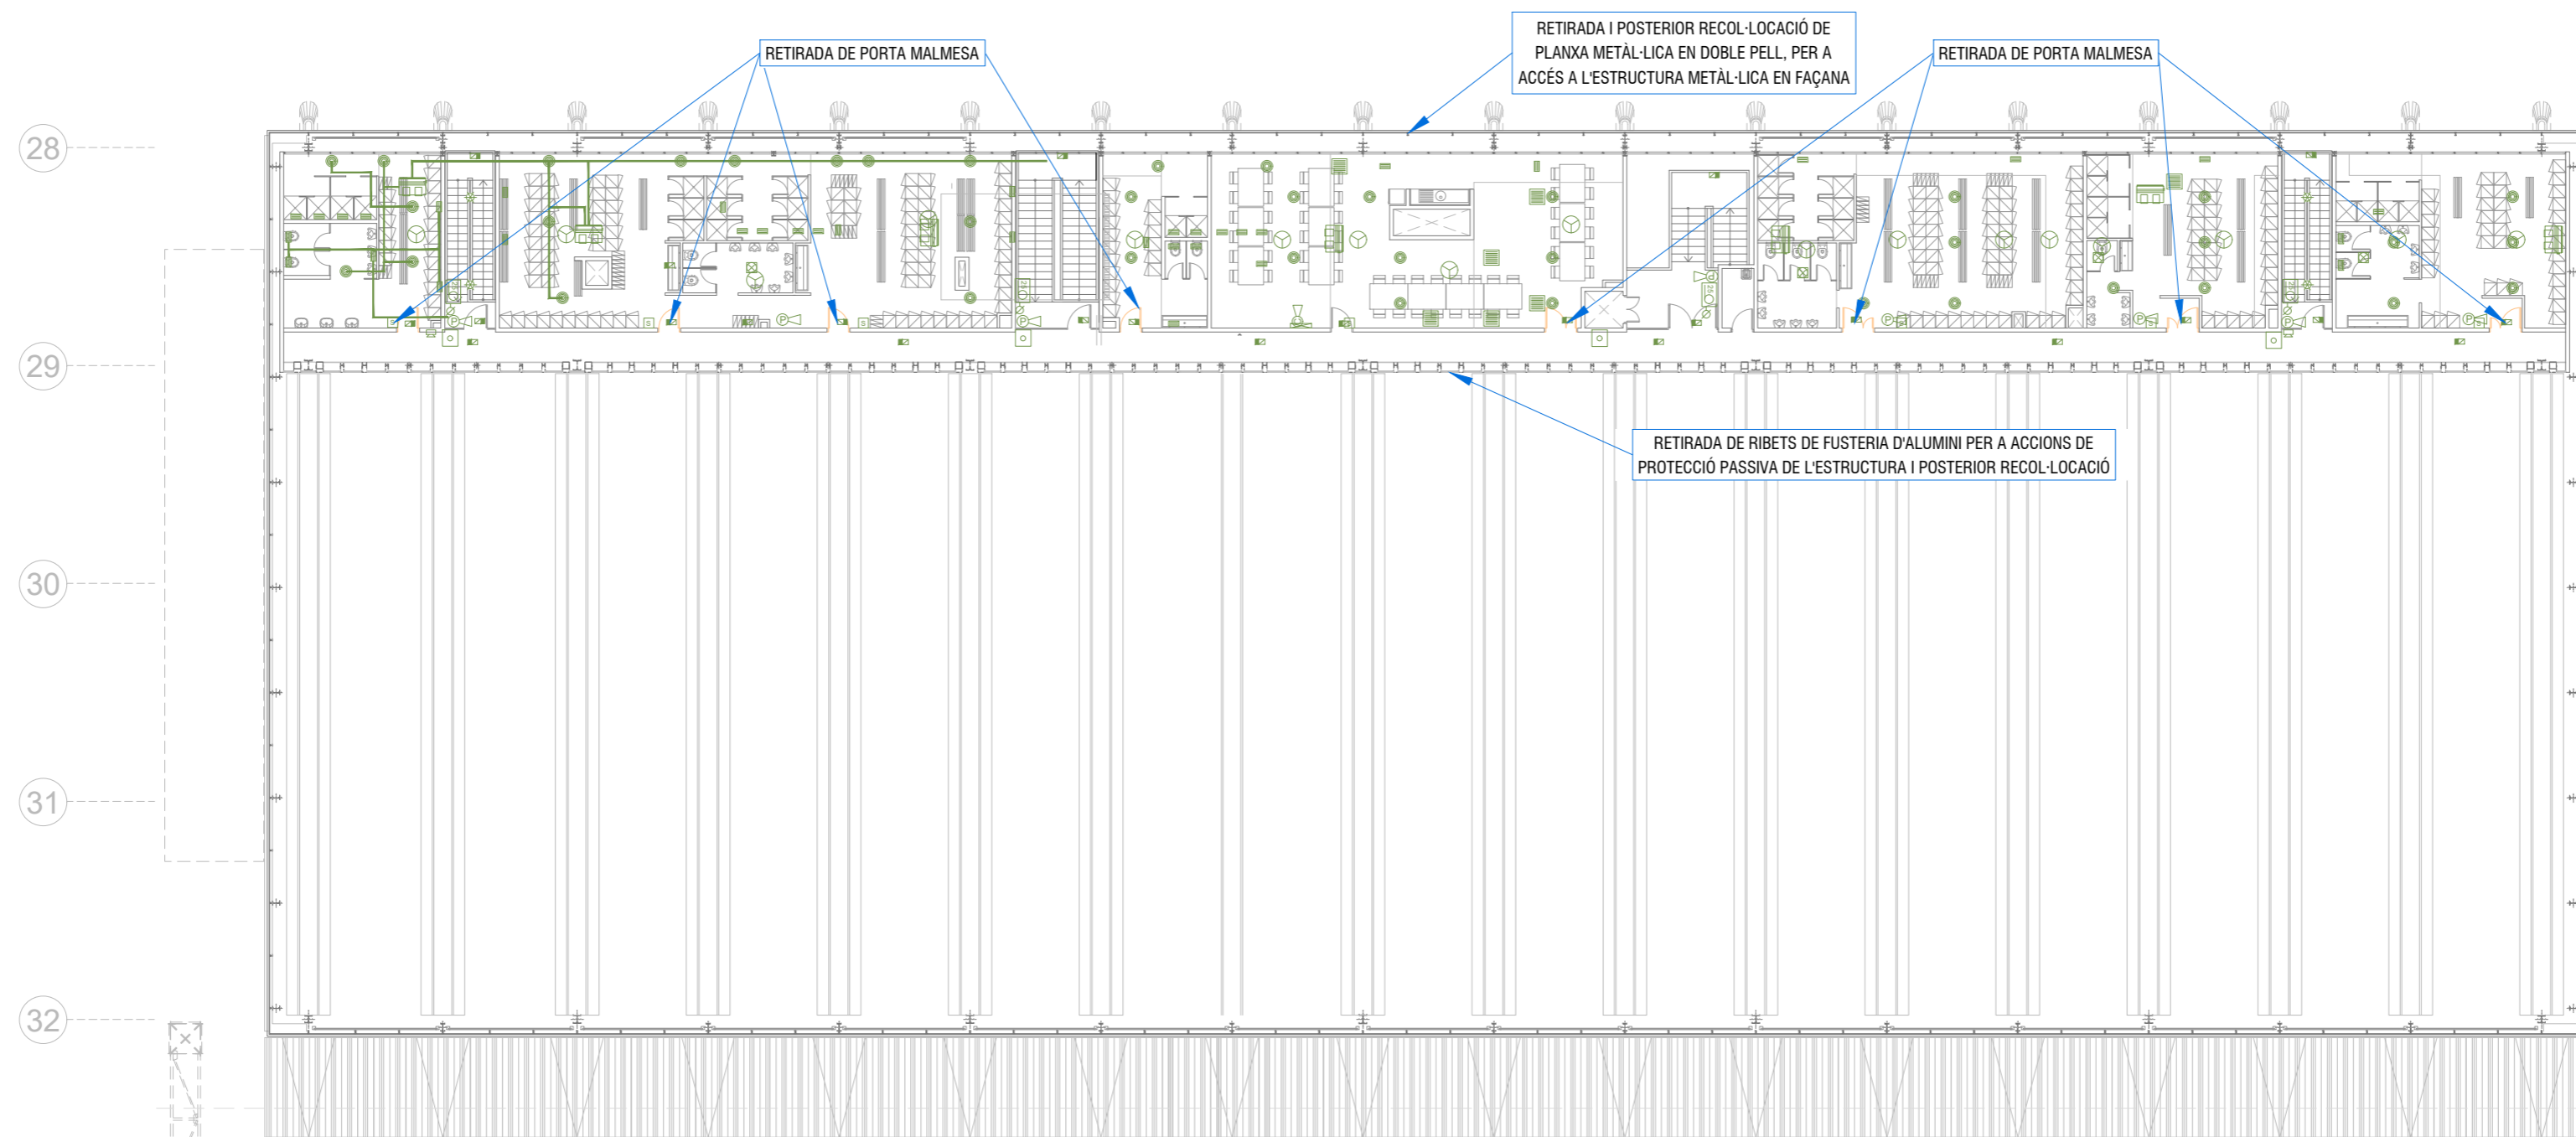 RETIRADA I POSTERIOR RECOL·LOCACIÓ DE
PLANXA METÀL·LICA EN DOBLE PELL, PER A
ACCÉS A L'ESTRUCTURA METÀL·LICA EN FAÇANA
RETIRADA DE PORTA MALMESA
RETIRADA DE PORTA MALMESA
28
29
RETIRADA DE RIBETS DE FUSTERIA D'ALUMINI PER A ACCIONS DE
PROTECCIÓ PASSIVA DE L'ESTRUCTURA I POSTERIOR RECOL·LOCACIÓ
30
31
32